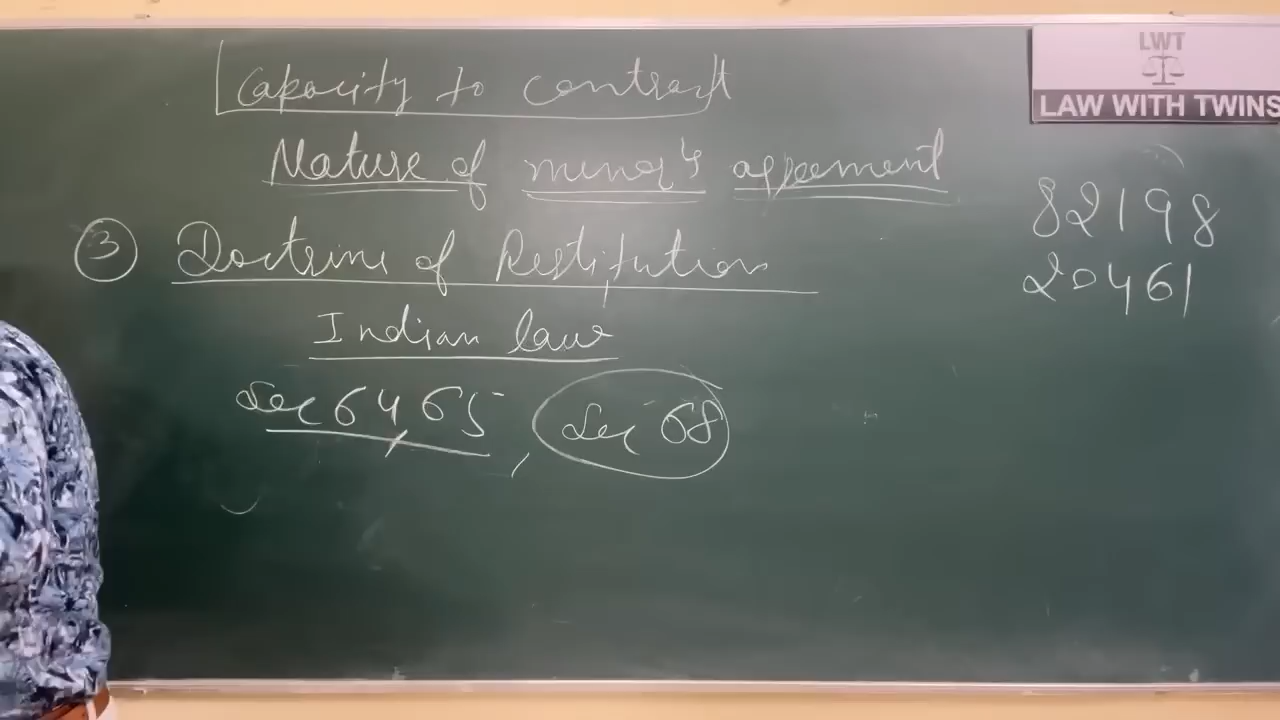 LWT
LAW WITH TWINS
Capacity to contract
Nature of minor's agreement
3 Doctrine of Restitution
Indian law
Sec 64, 65, Sec 68
82198
20461